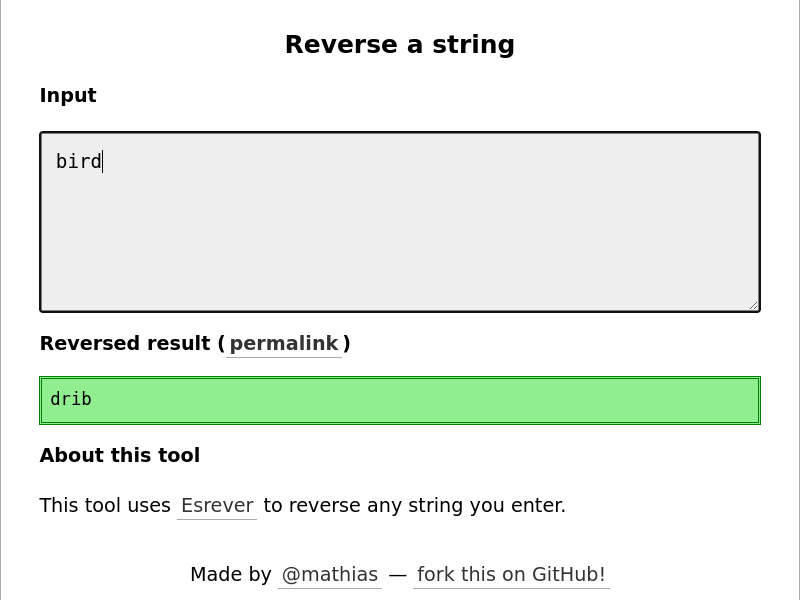 Reverse a string
Input
bird
Reversed result (permalink)
drib
About this tool
This tool uses Esrever to reverse any string you enter.
Made by @mathias — fork this on GitHub!